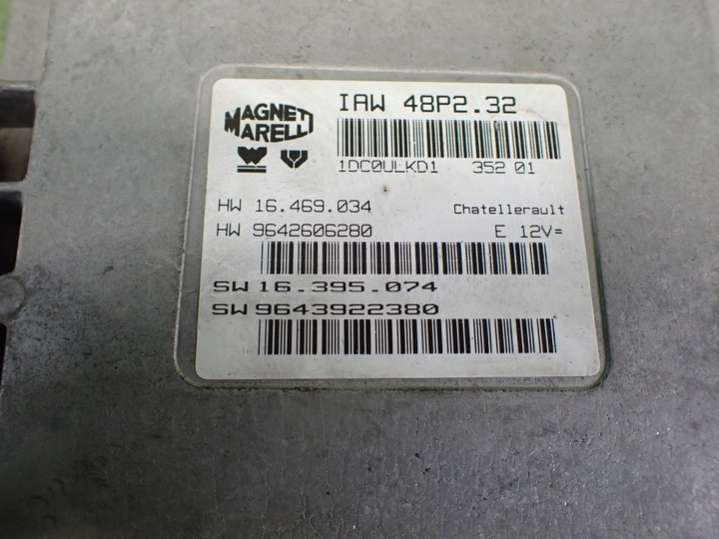 MAGNETI
MARELLI
IAW 48P2.32
1DC0ULKD1 352 01
HW 16.469.034 Chatellerault
HW 9642606280 E 12V=
SW 16.395.074
SW 9643922380